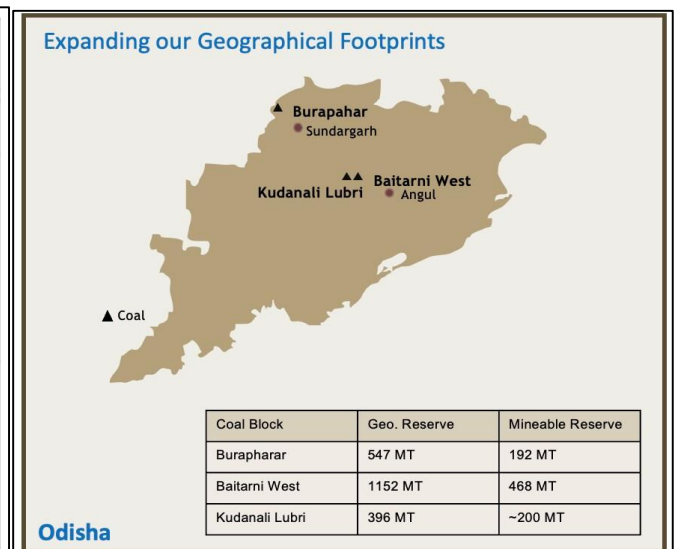 Expanding our Geographical Footprints
Burapahar
Sundargarh
Baitarni West
Kudanali Lubri
Angul
Coal
Coal Block Geo. Reserve Mineable Reserve
Burapharar 547 MT 192 MT
Baitarni West 1152 MT 468 MT
Kudanali Lubri 396 MT ~200 MT
Odisha